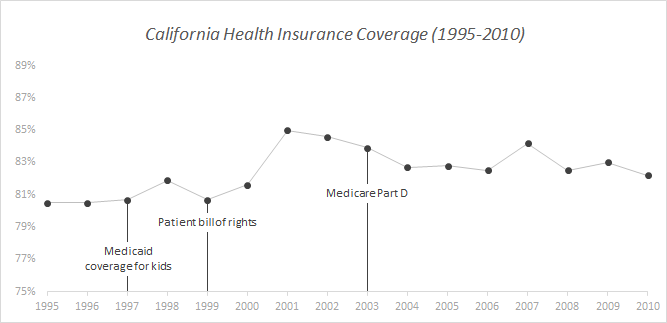 California Health Insurance Coverage (1995-2010)
89%
87%
85%
83%
81%
79%
77%
75%
Medicare Part D
Patient bill of rights
Medicaid
coverage for kids
1995 1996 1997 1998 1999 2000 2001 2002 2003 2004 2005 2006 2007 2008 2009 2010